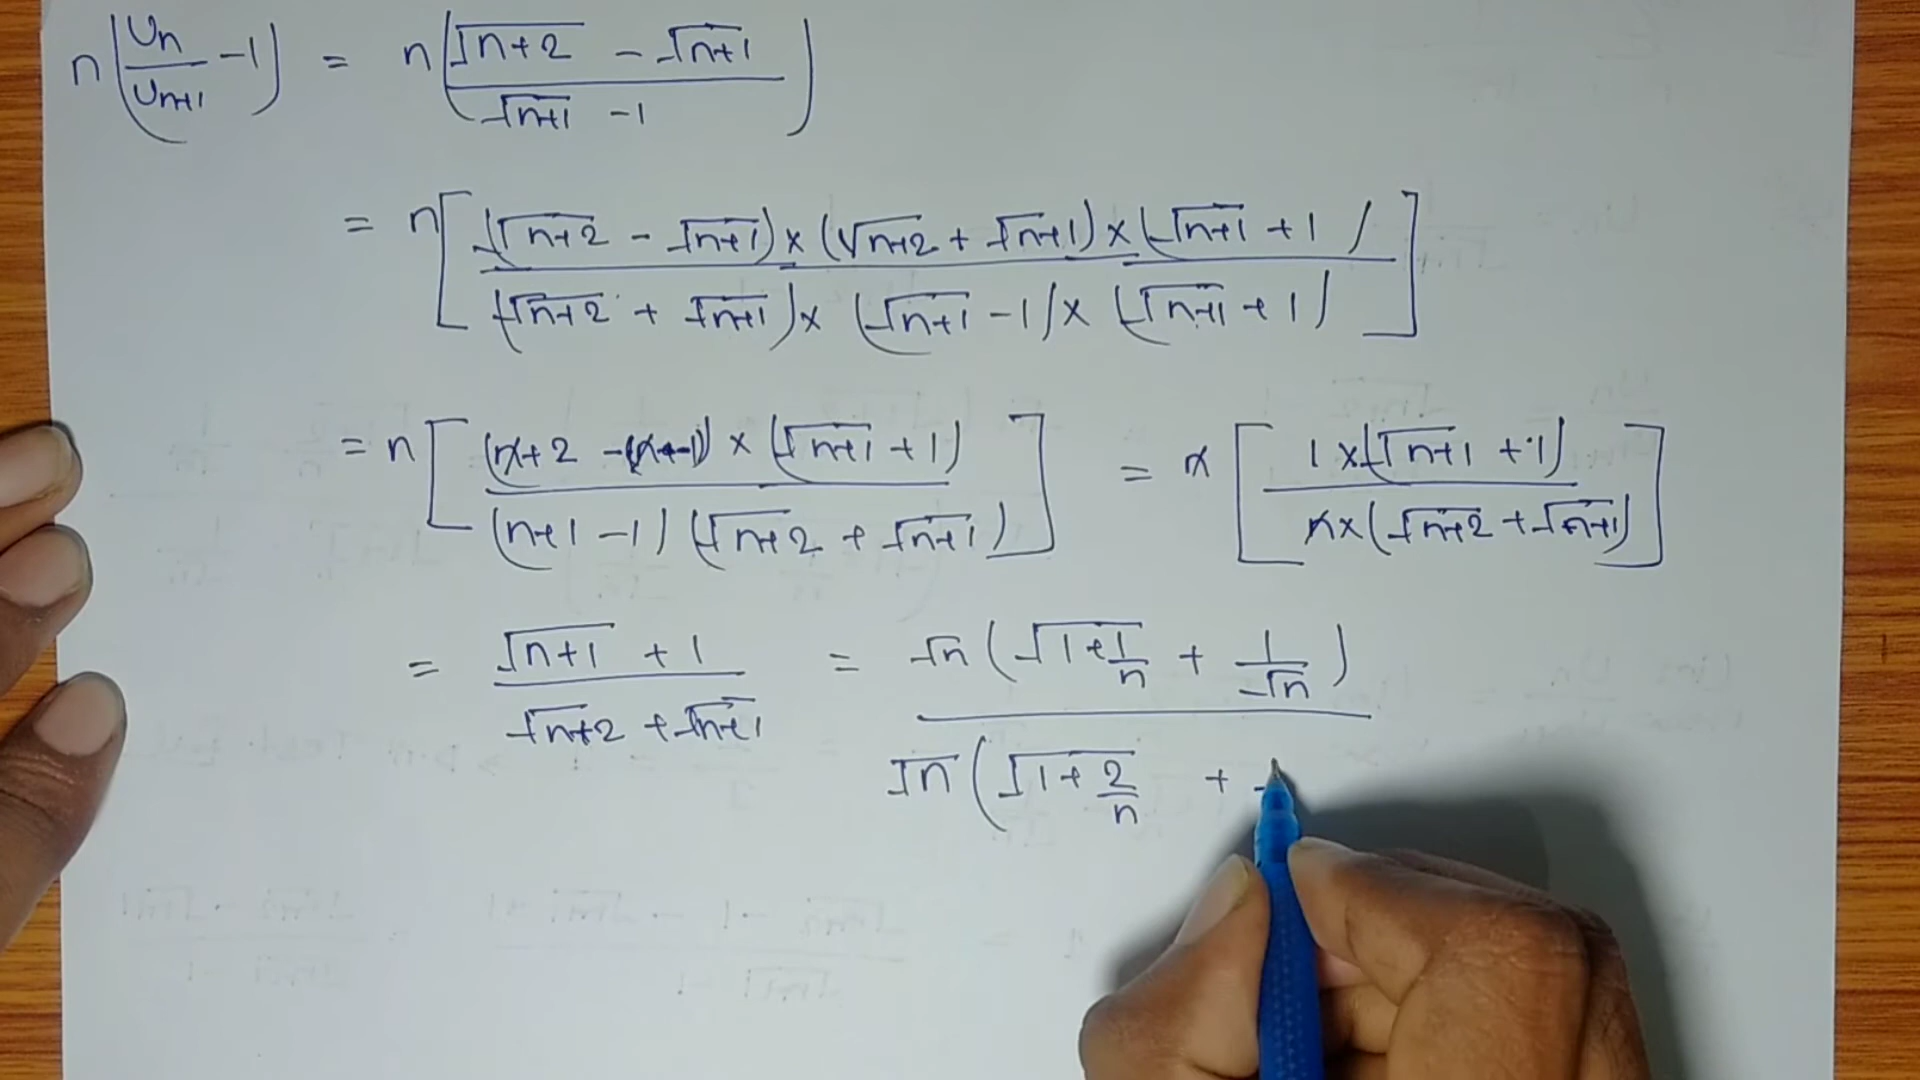 n(Un/Un+1 - 1) = n((√n+2 - √n+1)/(√n+1 - 1))
= n[((√n+2 - √n+1) × (√n+2 + √n+1) × (√n+1 + 1))/((√n+2 + √n+1) × (√n+1 - 1) × (√n+1 + 1))]
= n[((n+2 - (n+1)) × (√n+1 + 1))/((n+1 - 1)(√n+2 + √n+1))] = n[(1 × (√n+1 + 1))/(n × (√n+2 + √n+1))]
= (√n+1 + 1)/(√n+2 + √n+1) = √n(√1+1/n + 1/√n)/√n(√1+2/n +